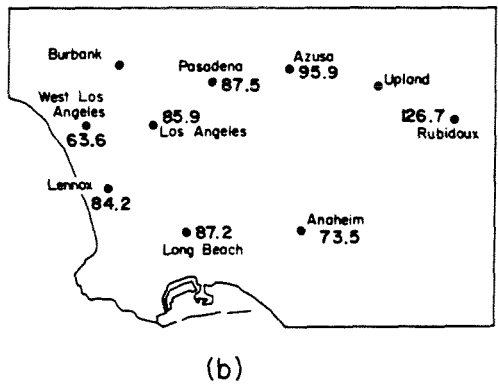 Burbank
Pasadena
87.5
Azusa
95.9
Upland
West Los
Angeles
63.6
85.9
Los Angeles
126.7
Rubidoux
Lennox
84.2
87.2
Long Beach
Anaheim
73.5
(b)